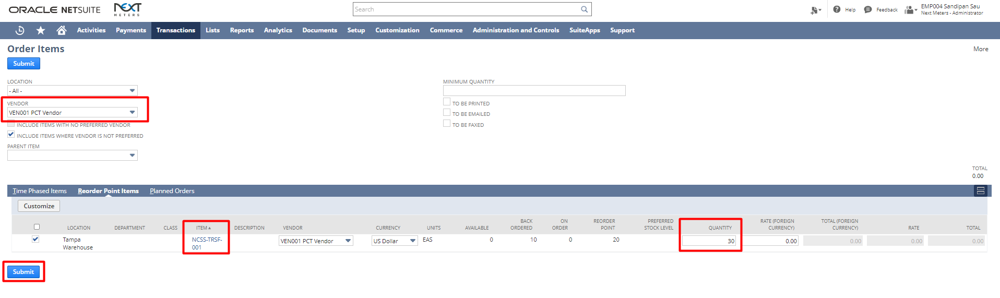 ORACLE NETSUITE
NEXT
METERS
Search
Help
Feedback
EMP004 Sandipan Sau
Next Meters - Administrator
Activities Payments Transactions Lists Reports Analytics Documents Setup Customization Commerce Administration and Controls SuiteApps Support
Order Items
More
Submit
LOCATION
- All -
VENDOR
VEN001 PCT Vendor
INCLUDE ITEMS WITH NO PREFERRED VENDOR
INCLUDE ITEMS WHERE VENDOR IS NOT PREFERRED
PARENT ITEM
MINIMUM QUANTITY
TO BE PRINTED
TO BE EMAILED
TO BE FAXED
TOTAL
0.00
Time Phased Items Reorder Point Items Planned Orders
Customize
LOCATION DEPARTMENT CLASS ITEM DESCRIPTION VENDOR CURRENCY UNITS AVAILABLE BACK ORDERED ON ORDER REORDER POINT PREFERRED STOCK LEVEL QUANTITY RATE (FOREIGN CURRENCY) TOTAL (FOREIGN CURRENCY) RATE TOTAL
Tampa Warehouse NCSS-TRSF-001 VEN001 PCT Vendor US Dollar EAS 0 10 0 20 30 0.00 0.00 0.00 0.00
Submit